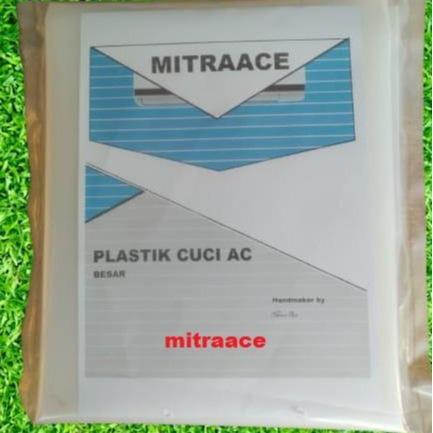 MITRAACE
PLASTIK CUCI AC
BESAR
Handmaker by
mitraace